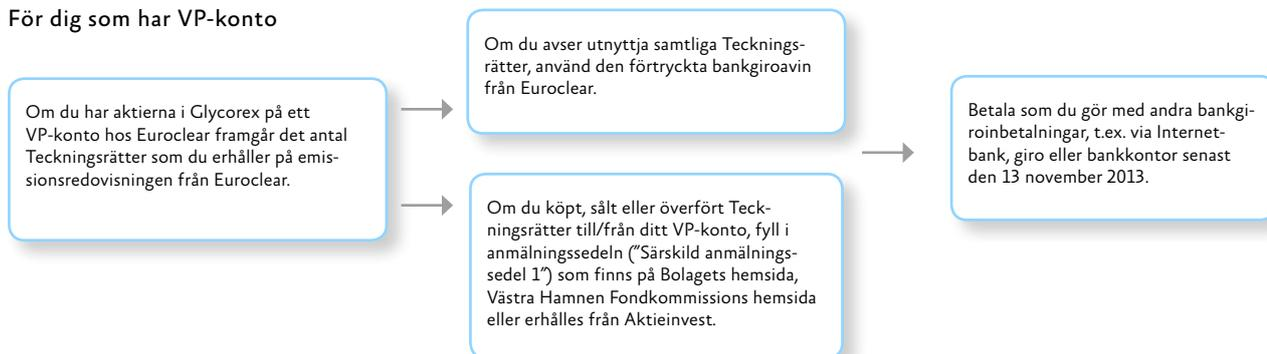 För dig som har VP-konto
Om du har aktierna i Glycorex på ett
VP-konto hos Euroclear framgår det antal
Teckningsrätter som du erhåller på emis-
sionsredovisningen från Euroclear.
Om du avser utnyttja samtliga Tecknings-
rätter, använd den förtryckta bankgiroavin
från Euroclear.
Om du köpt, sålt eller överfört Teck-
ningsrätter till/från ditt VP-konto, fyll i
anmälningssedeln (”Särskild anmälnings-
sedel 1”) som finns på Bolagets hemsida,
Västra Hamnen Fondkommissions hemsida
eller erhålles från Aktieinvest.
Betala som du gör med andra bankgi-
roinbetalningar, t.ex. via Internet-
bank, giro eller bankkontor senast
den 13 november 2013.